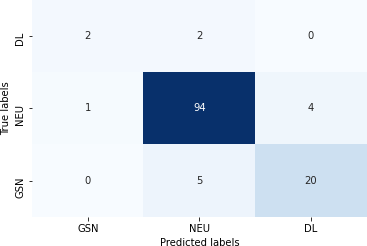 DL 2 2 0
NEU 1 94 4
GSN 0 5 20
True labels
GSN NEU DL
Predicted labels